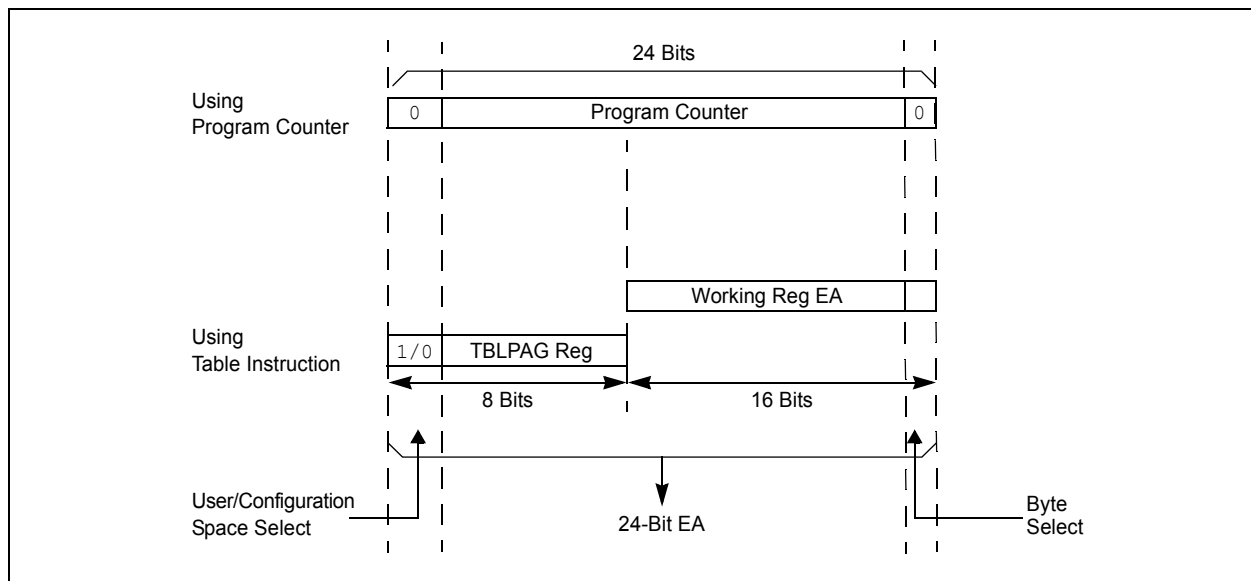 24 Bits
Using
Program Counter
0
Program Counter
0
Working Reg EA
Using
Table Instruction
1/0
TBLPAG Reg
8 Bits
16 Bits
User/Configuration
Space Select
24-Bit EA
Byte
Select